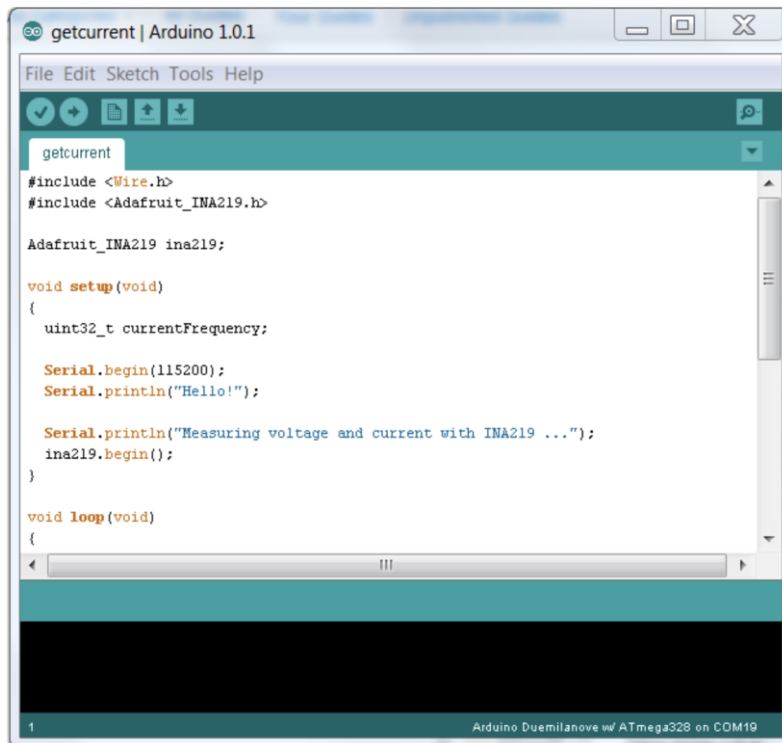 getcurrent | Arduino 1.0.1
File Edit Sketch Tools Help
getcurrent
#include <Wire.h>
#include <Adafruit_INA219.h>
Adafruit_INA219 ina219;
void setup(void)
{
  uint32_t currentFrequency;
  Serial.begin(115200);
  Serial.println("Hello!");
  Serial.println("Measuring voltage and current with INA219 ...");
  ina219.begin();
}
void loop(void)
{
1
Arduino Duemilanove w/ ATmega328 on COM19